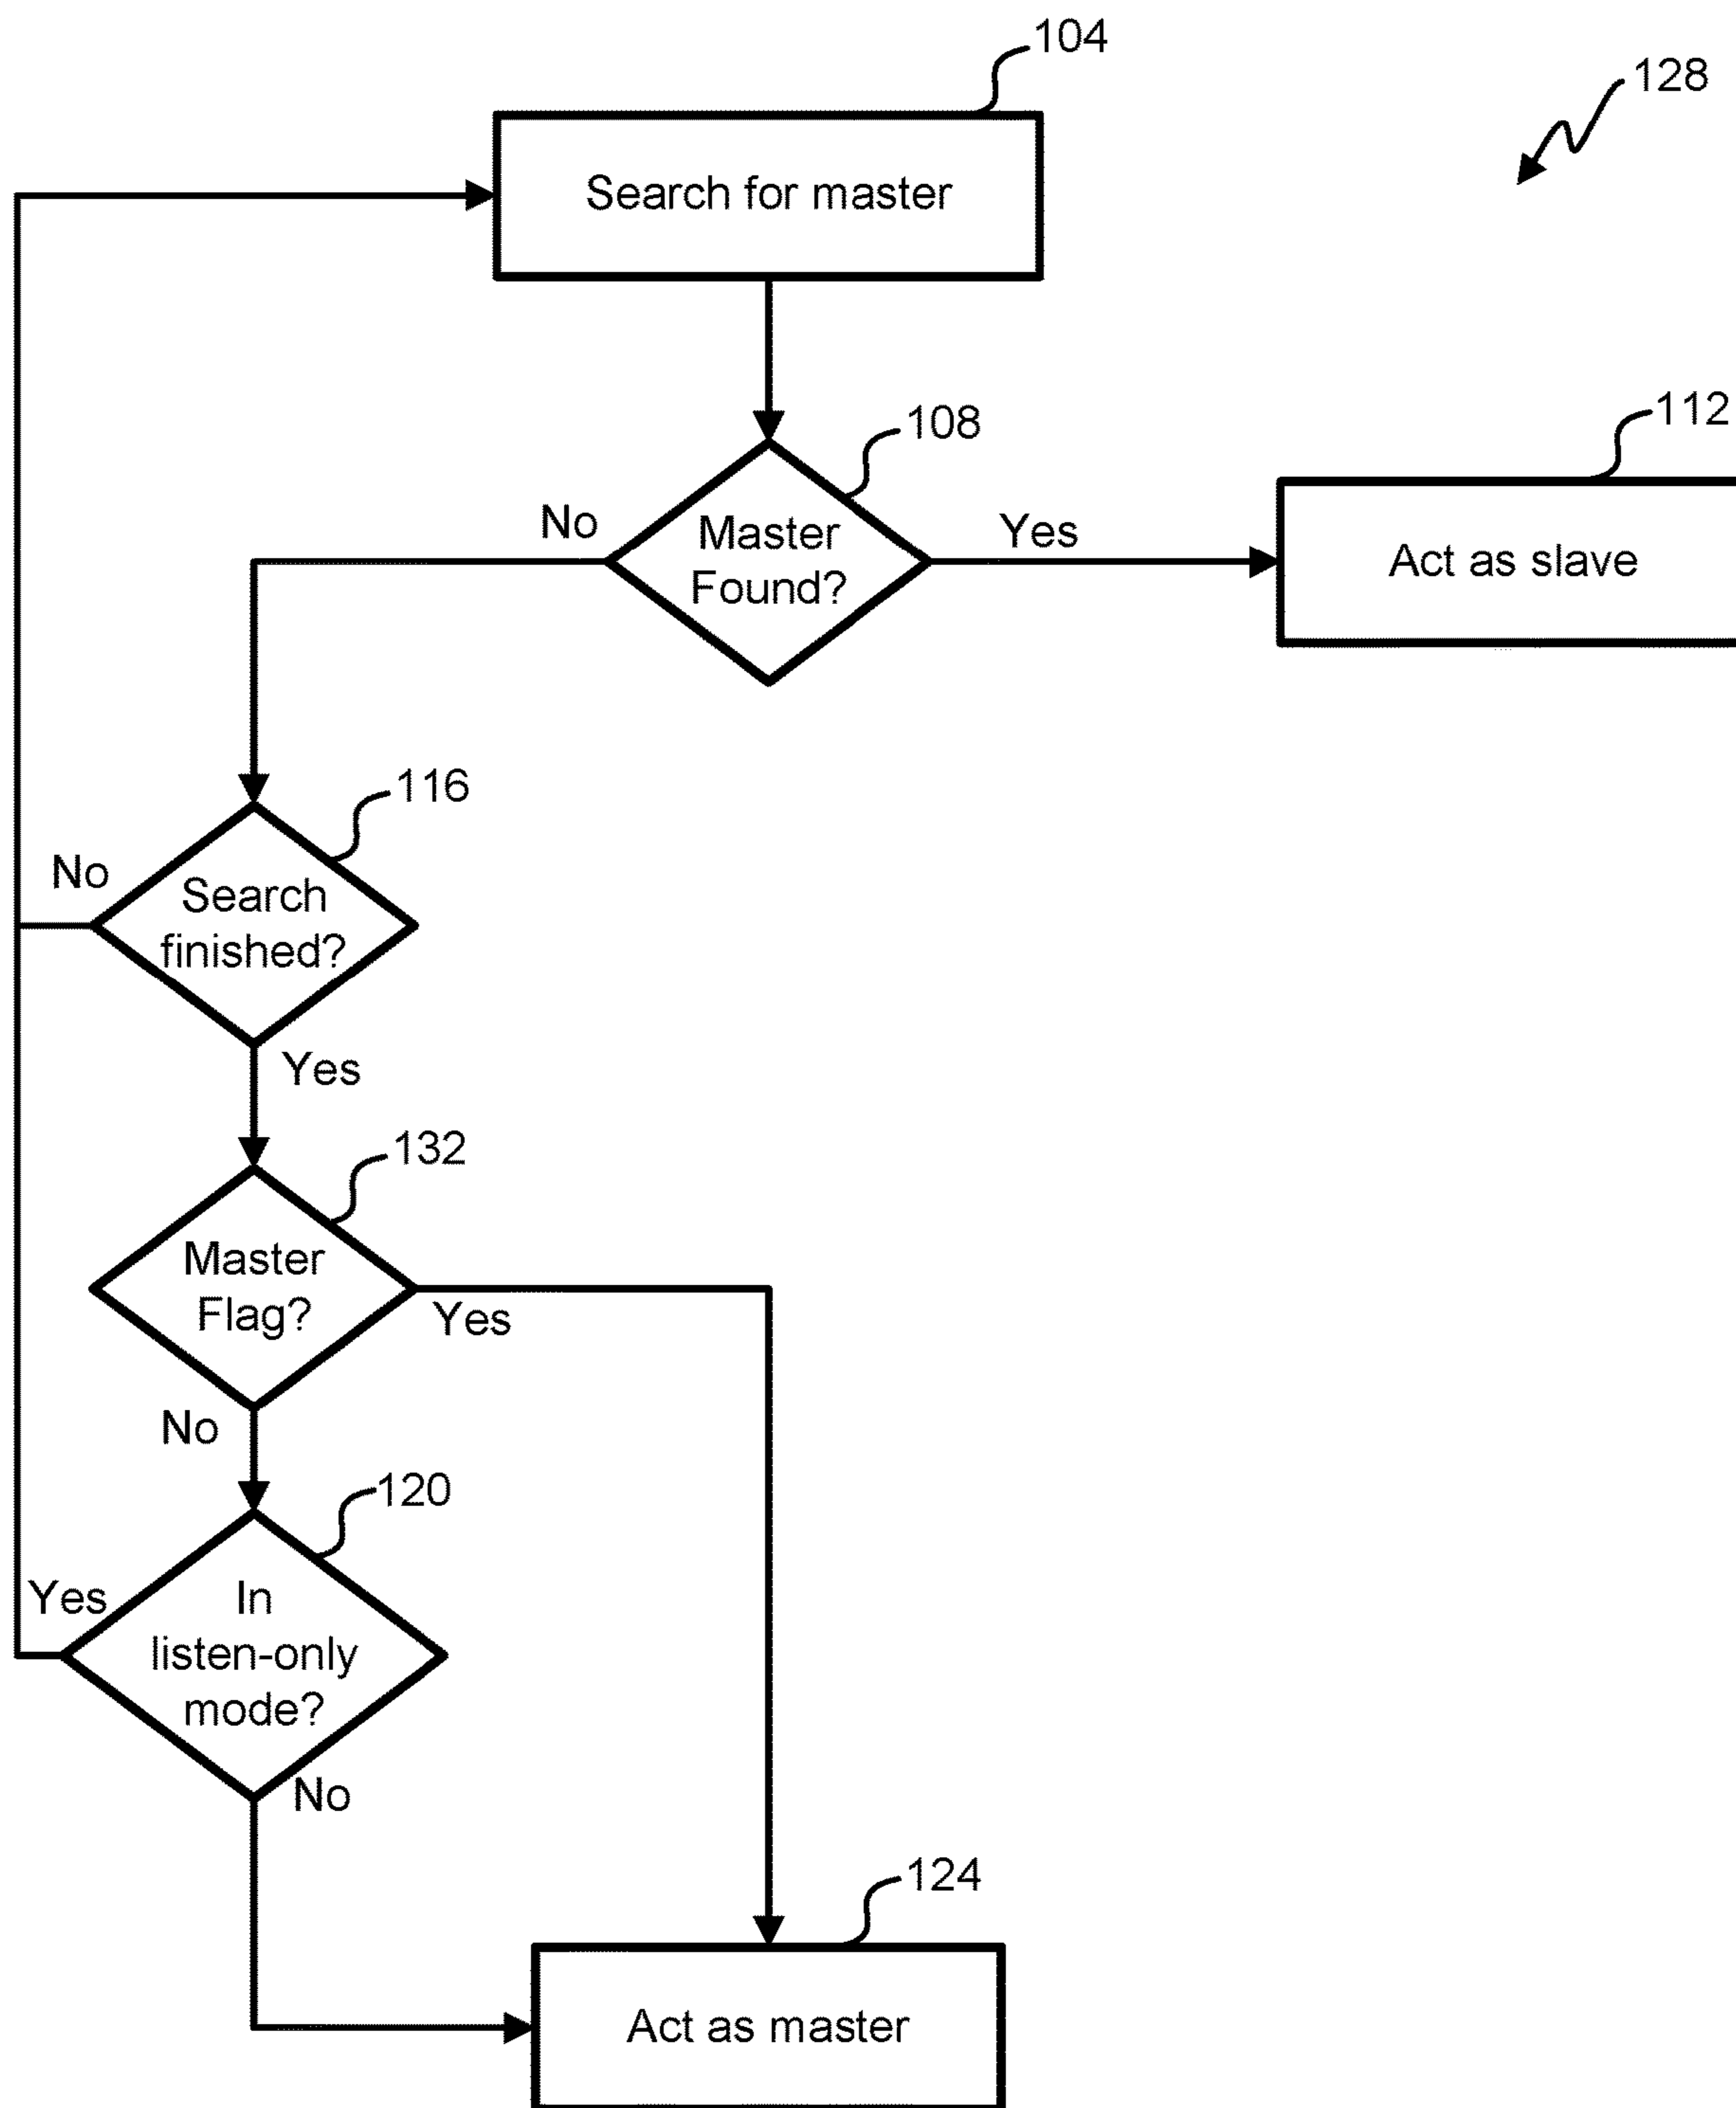 104
128
Search for master
108
112
No
Master
Found?
Yes
Act as slave
116
No
Search
finished?
Yes
132
Master
Flag?
Yes
No
120
Yes
In
listen-only
mode?
No
124
Act as master